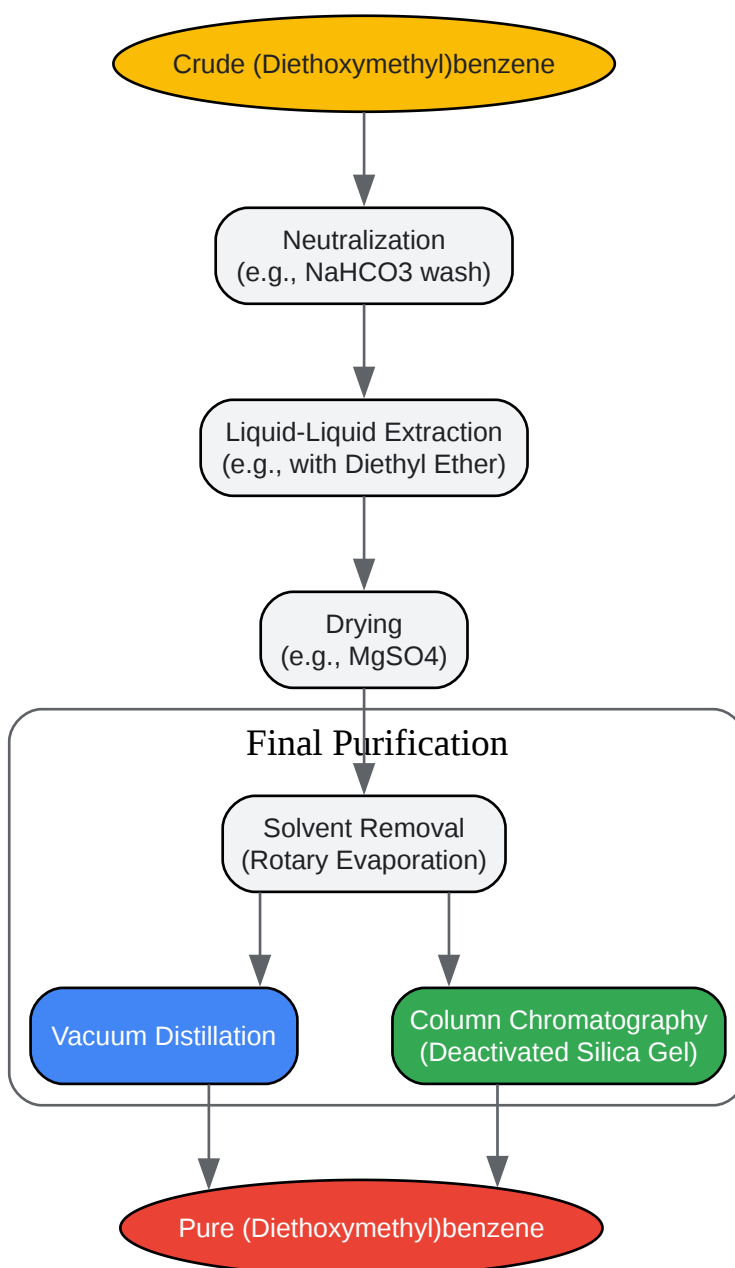 Crude (Diethoxymethyl)benzene
Neutralization
(e.g., NaHCO3 wash)
Liquid-Liquid Extraction
(e.g., with Diethyl Ether)
Drying
(e.g., MgSO4)
Final Purification
Solvent Removal
(Rotary Evaporation)
Vacuum Distillation
Column Chromatography
(Deactivated Silica Gel)
Pure (Diethoxymethyl)benzene